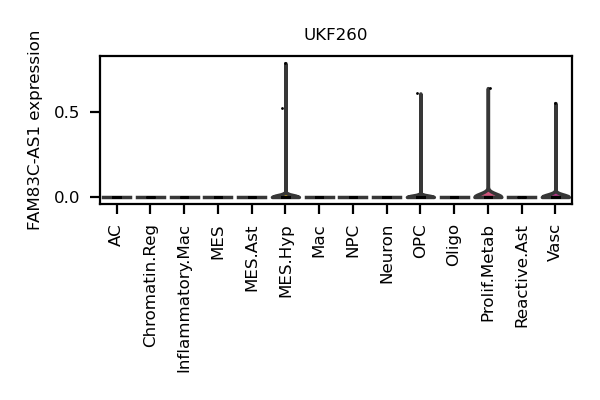 UKF260
FAM83C-AS1 expression
0.5
0.0
AC
Chromatin.Reg
Inflammatory.Mac
MES
MES.Ast
MES.Hyp
Mac
NPC
Neuron
OPC
Oligo
Prolif.Metab
Reactive.Ast
Vasc